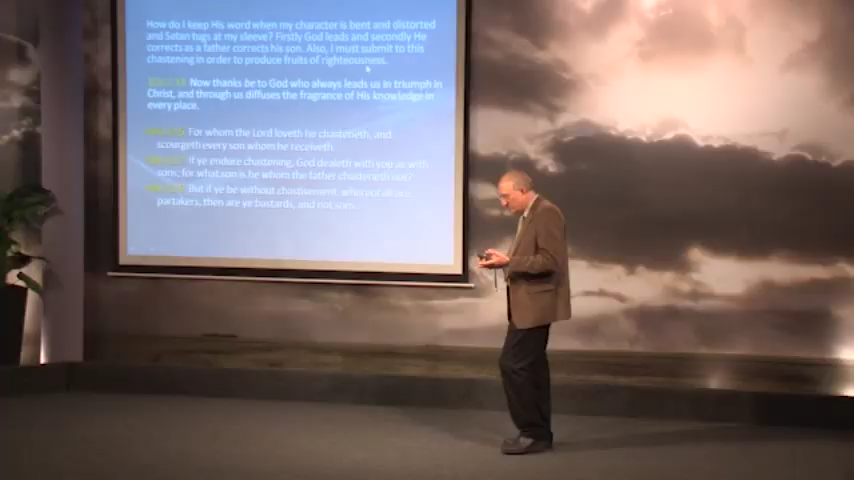 How do I keep His word when my character is bent and distorted
and Satan tugs at my sleeve? Firstly God leads and secondly He
corrects as a father corrects his son. Also, I must submit to this
chastening in order to produce fruits of righteousness.
Now thanks be to God who always leads us in triumph in
Christ, and through us diffuses the fragrance of His knowledge in
every place.
For whom the Lord loveth he chasteneth, and
scourgeth every son whom he receiveth.
If ye endure chastening, God dealeth with you as with
sons; for what son is he whom the father chasteneth not?
But if ye be without chastisement, whereof all are
partakers, then are ye bastards, and not sons.